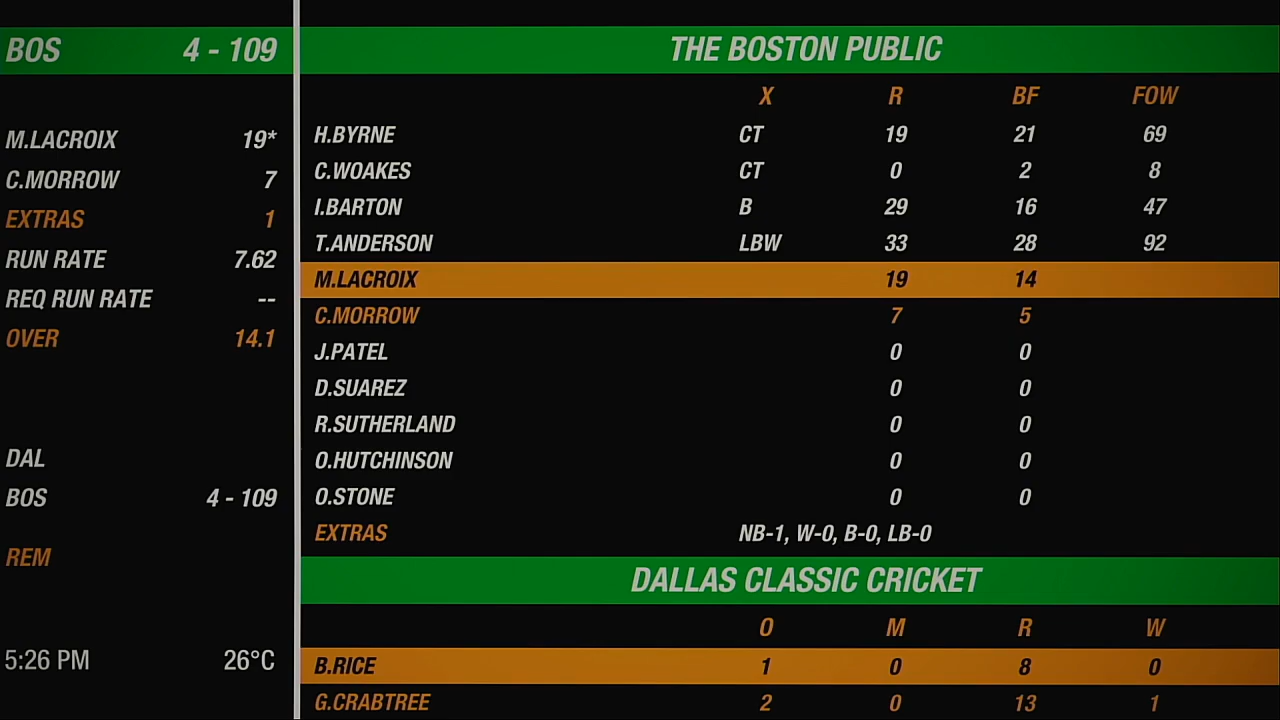 BOS 4 - 109
M.LACROIX 19*
C.MORROW 7
EXTRAS 1
RUN RATE 7.62
REQ RUN RATE --
OVER 14.1
DAL
BOS 4 - 109
REM
5:26 PM 26°C
THE BOSTON PUBLIC
X R BF FOW
H.BYRNE CT 19 21 69
C.WOAKES CT 0 2 8
I.BARTON B 29 16 47
T.ANDERSON LBW 33 28 92
M.LACROIX 19 14
C.MORROW 7 5
J.PATEL 0 0
D.SUAREZ 0 0
R.SUTHERLAND 0 0
O.HUTCHINSON 0 0
O.STONE 0 0
EXTRAS NB-1, W-0, B-0, LB-0
DALLAS CLASSIC CRICKET
O M R W
B.RICE 1 0 8 0
G.CRABTREE 2 0 13 1